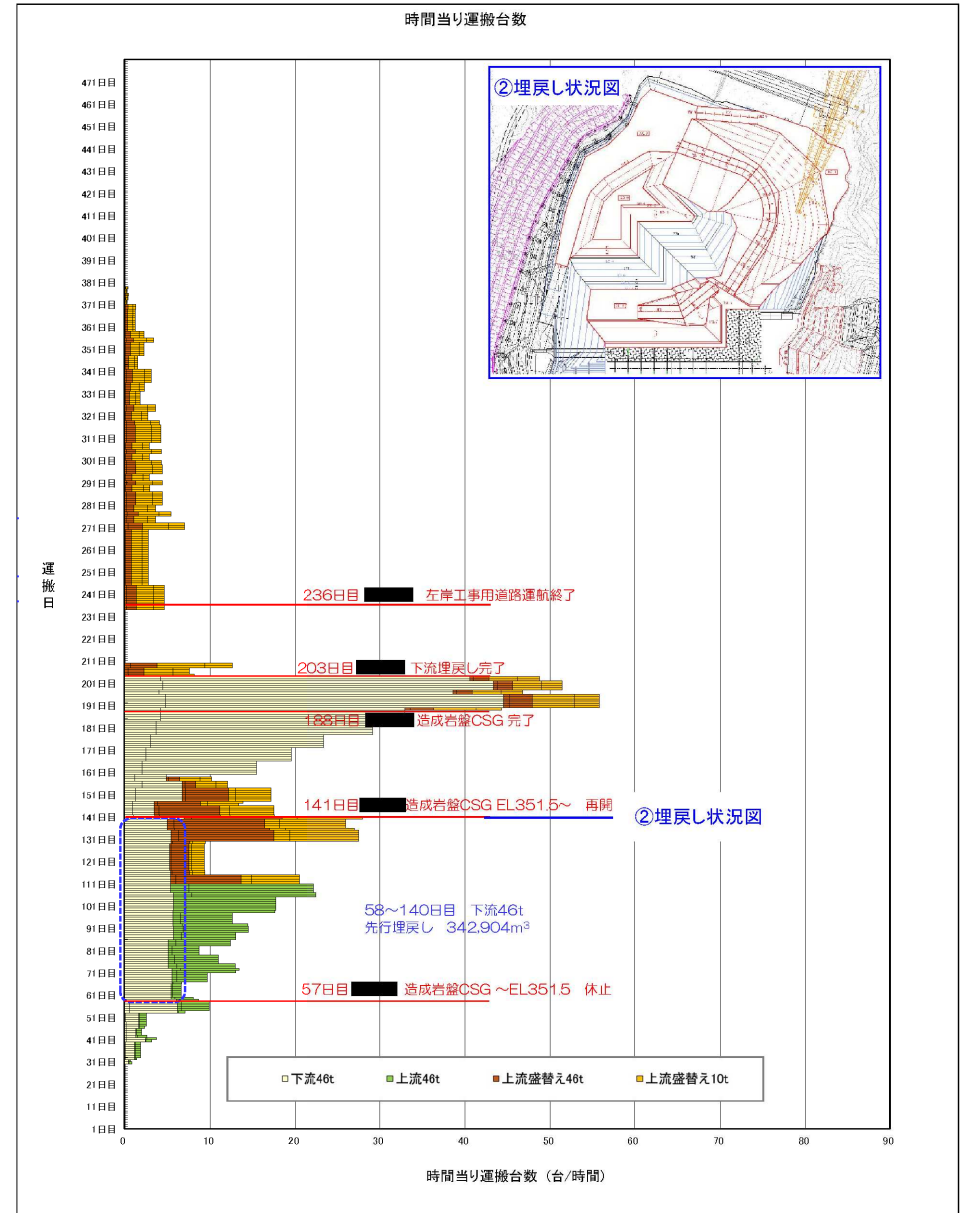 時間当り運搬台数
②埋戻し状況図
471日目
461日目
451日目
441日目
431日目
421日目
411日目
401日目
391日目
381日目
371日目
361日目
351日目
341日目
331日目
321日目
311日目
301日目
291日目
281日目
271日目
261日目
251日目
241日目
231日目
221日目
211日目
201日目
191日目
181日目
171日目
161日目
151日目
141日目
131日目
121日目
111日目
101日目
91日目
81日目
71日目
61日目
51日目
41日目
31日目
21日目
11日目
1日目
運搬日
236日目 左岸工事用道路運航終了
203日目 下流埋戻し完了
188日目 造成岩盤CSG 完了
141日目 造成岩盤CSG EL351.5～ 再開
②埋戻し状況図
58～140日目 下流46t
先行埋戻し 342,904m³
57日目 造成岩盤CSG ～EL351.5 休止
下流46t 上流46t 上流盛替え46t 上流盛替え10t
0 10 20 30 40 50 60 70 80 90
時間当り運搬台数（台/時間）